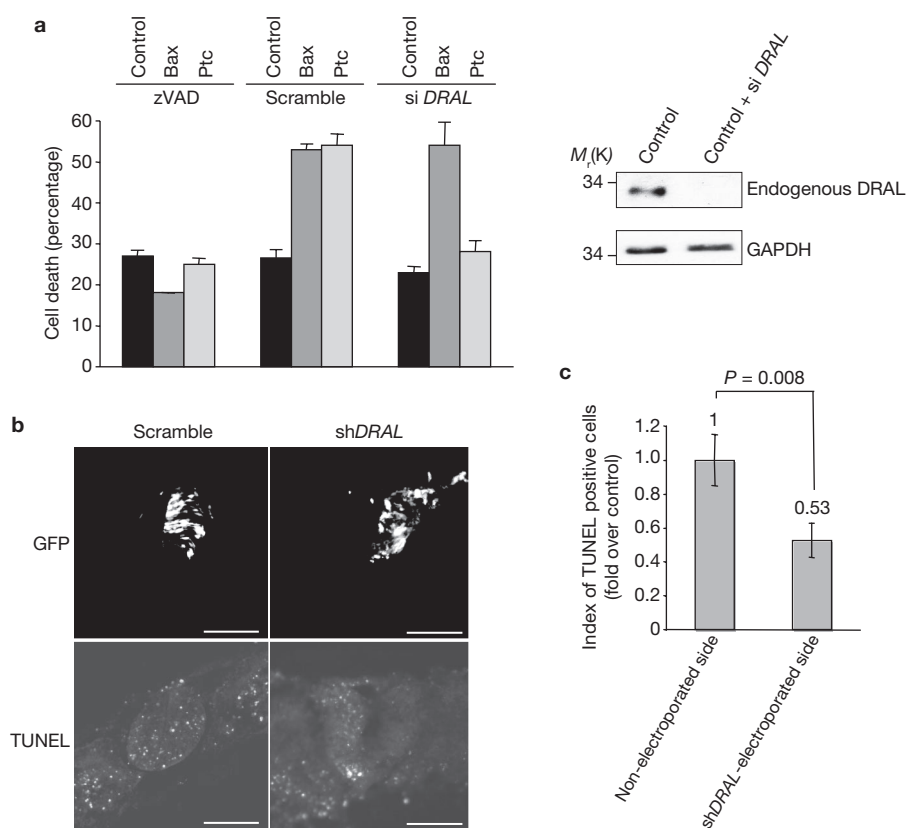 a
Control
Bax
Ptc
Control
Bax
Ptc
Control
Bax
Ptc
zVAD
Scramble
si DRAL
Cell death (percentage)
60
50
40
30
20
10
0
Control
Control + si DRAL
Mr(K)
34
Endogenous DRAL
34
GAPDH
b
Scramble
shDRAL
GFP
TUNEL
c
P = 0.008
Index of TUNEL positive cells
(fold over control)
1.2
1.0
0.8
0.6
0.4
0.2
0
1
0.53
Non-electroporated side
shDRAL-electroporated side